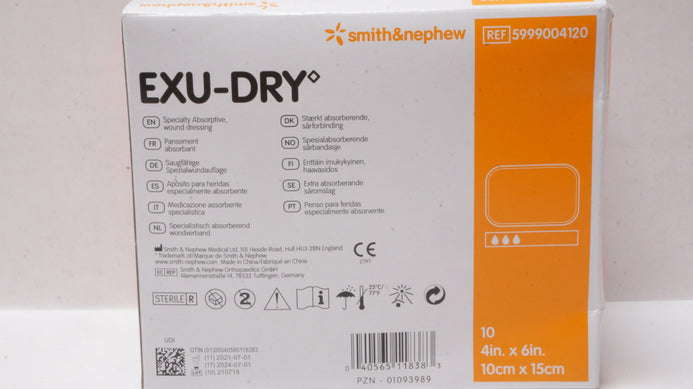 smith&nephew
REF 5999004120
EXU-DRY◊
EN Specialty Absorptive,
wound dressing
FR Pansement
absorbant
DE Saugfähige
Spezialwundauflage
ES Apósito para heridas
especialmente absorbente
IT Medicazione assorbente
specialistica
NL Specialistisch absorberend
wondverband
DK Stærkt absorberende,
sårforbinding
NO Spesialabsorberende
sårbandasje
FI Erittäin imukykyinen,
haavasidos
SE Extra absorberande
såromslag
PT Penso para feridas
especialmente absorvente
Smith & Nephew Medical Ltd, 101 Hessle Road, Hull HU3 2BN England
◊Trademark of/Marque de Smith & Nephew
www.smith-nephew.com Made in China/Fabriqué en Chine
EC REP Smith & Nephew Orthopaedics GmbH
Alemannenstraße 14, 78532 Tuttlingen, Germany
CE
2797
STERILE R
2
i
25°C/
77°F
UDI
GTIN (01)00040565118383
(11) 2021-07-01
(17) 2024-07-01
(10) 210718
0 40565 11838 3
PZN - 01093989
10
4in. x 6in.
10cm x 15cm